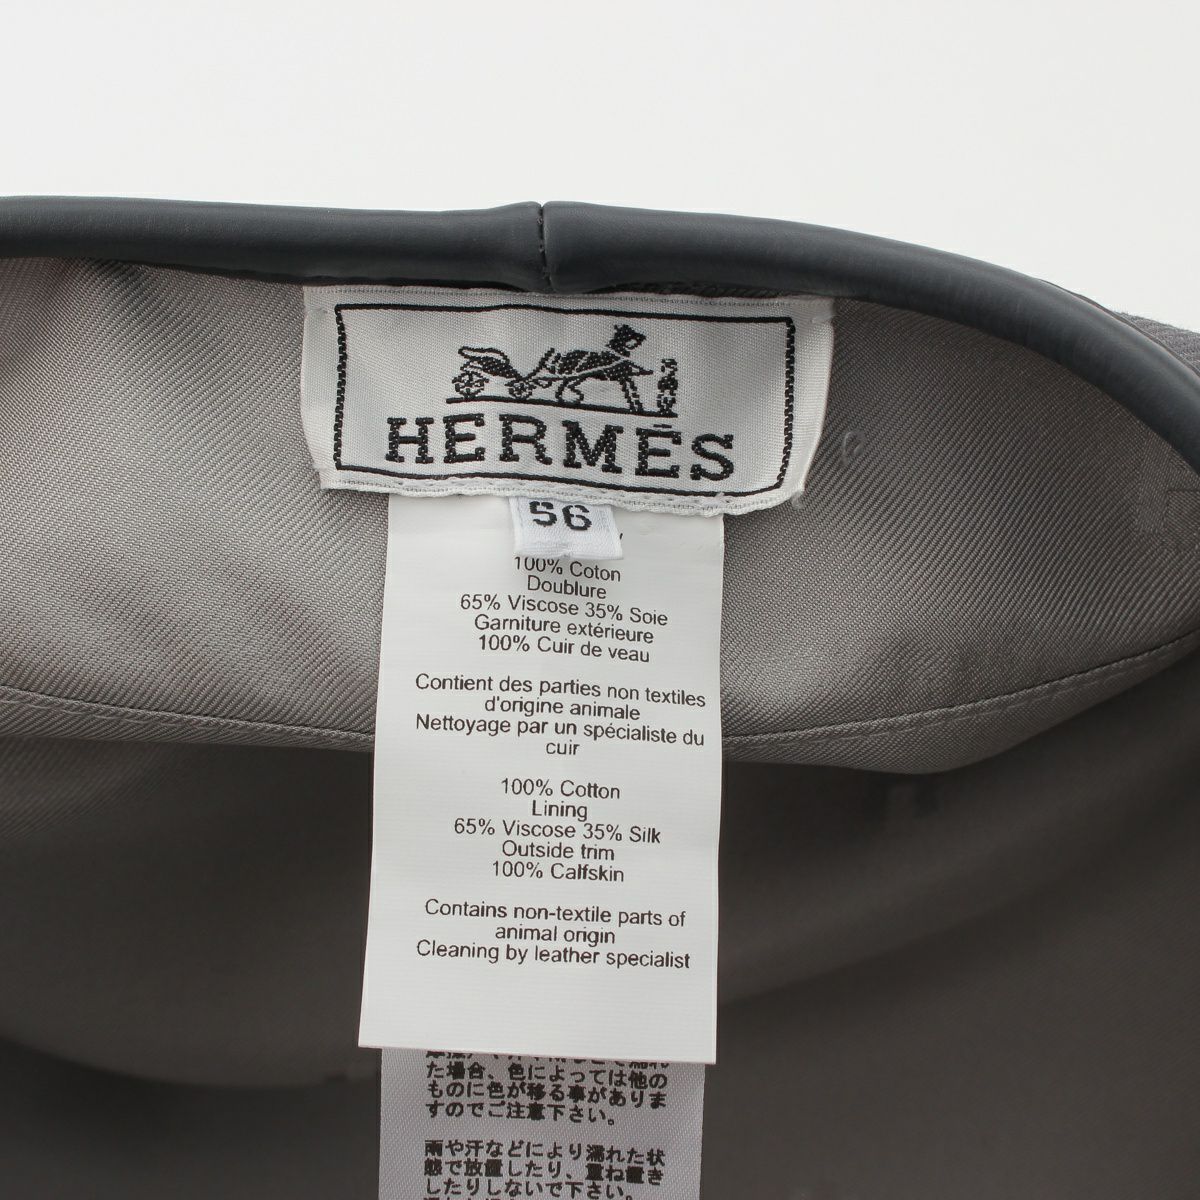 HERMÈS
56
100% Coton
Doublure
65% Viscose 35% Soie
Garniture extérieure
100% Cuir de veau
Contient des parties non textiles
d'origine animale
Nettoyage par un spécialiste du
cuir
100% Cotton
Lining
65% Viscose 35% Silk
Outside trim
100% Calfskin
Contains non-textile parts of
animal origin
Cleaning by leather specialist
た場合、色によっては他の
ものに色が移る事がありま
すのでご注意下さい。
雨や汗などにより濡れた状
態で放置したり、重ね置き
したりしないで下さい。